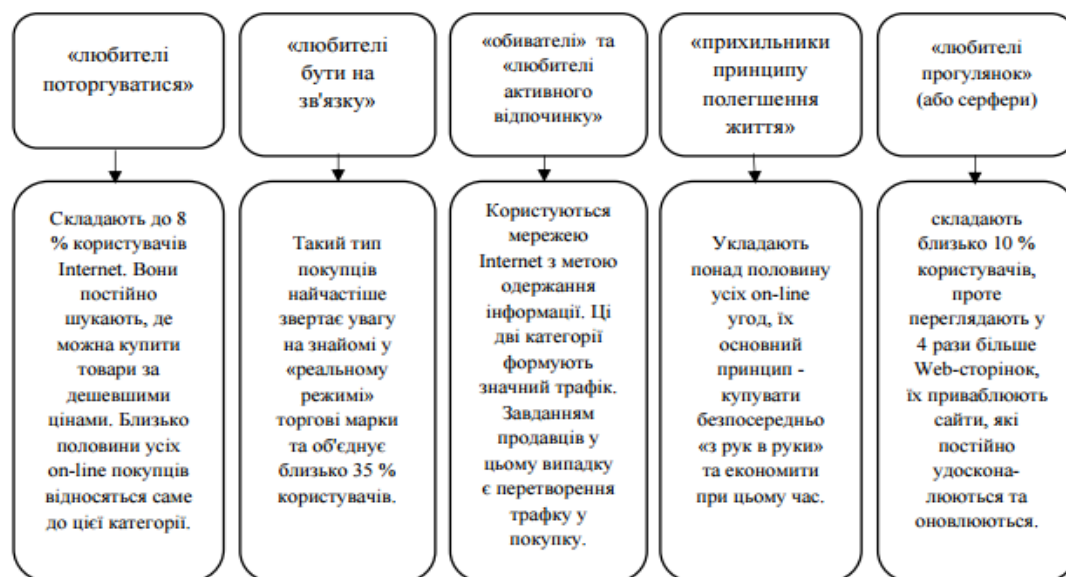 «любителі
поторгуватися»
«любителі
бути на
зв'язку»
«обивателі» та
«любителі
активного
відпочинку»
«прихильники
принципу
полегшення
життя»
«любителі
прогулянок»
(або серфери)
Складають до 8
% користувачів
Internet. Вони
постійно
шукають, де
можна купити
товари за
дешевшими
цінами. Близько
половини усіх
on-line покупців
відносяться саме
до цієї категорії.
Такий тип
покупців
найчастіше
звертає увагу
на знайомі у
«реальному
режимі»
торгові марки
та об'єднує
близько 35 %
користувачів.
Користуються
мережею
Internet з метою
одержання
інформації. Ці
дві категорії
формують
значний трафік.
Завданням
продавців у
цьому випадку
є перетворення
трафку у
покупку.
Укладають
понад половину
усіх on-line
угод, їх
основний
принцип -
купувати
безпосередньо
«з рук в руки»
та економити
при цьому час.
складають
близько 10 %
користувачів,
проте
переглядають у
4 рази більше
Web-сторінок,
їх приваблюють
сайти, які
постійно
удоскона-
люються та
оновлюються.